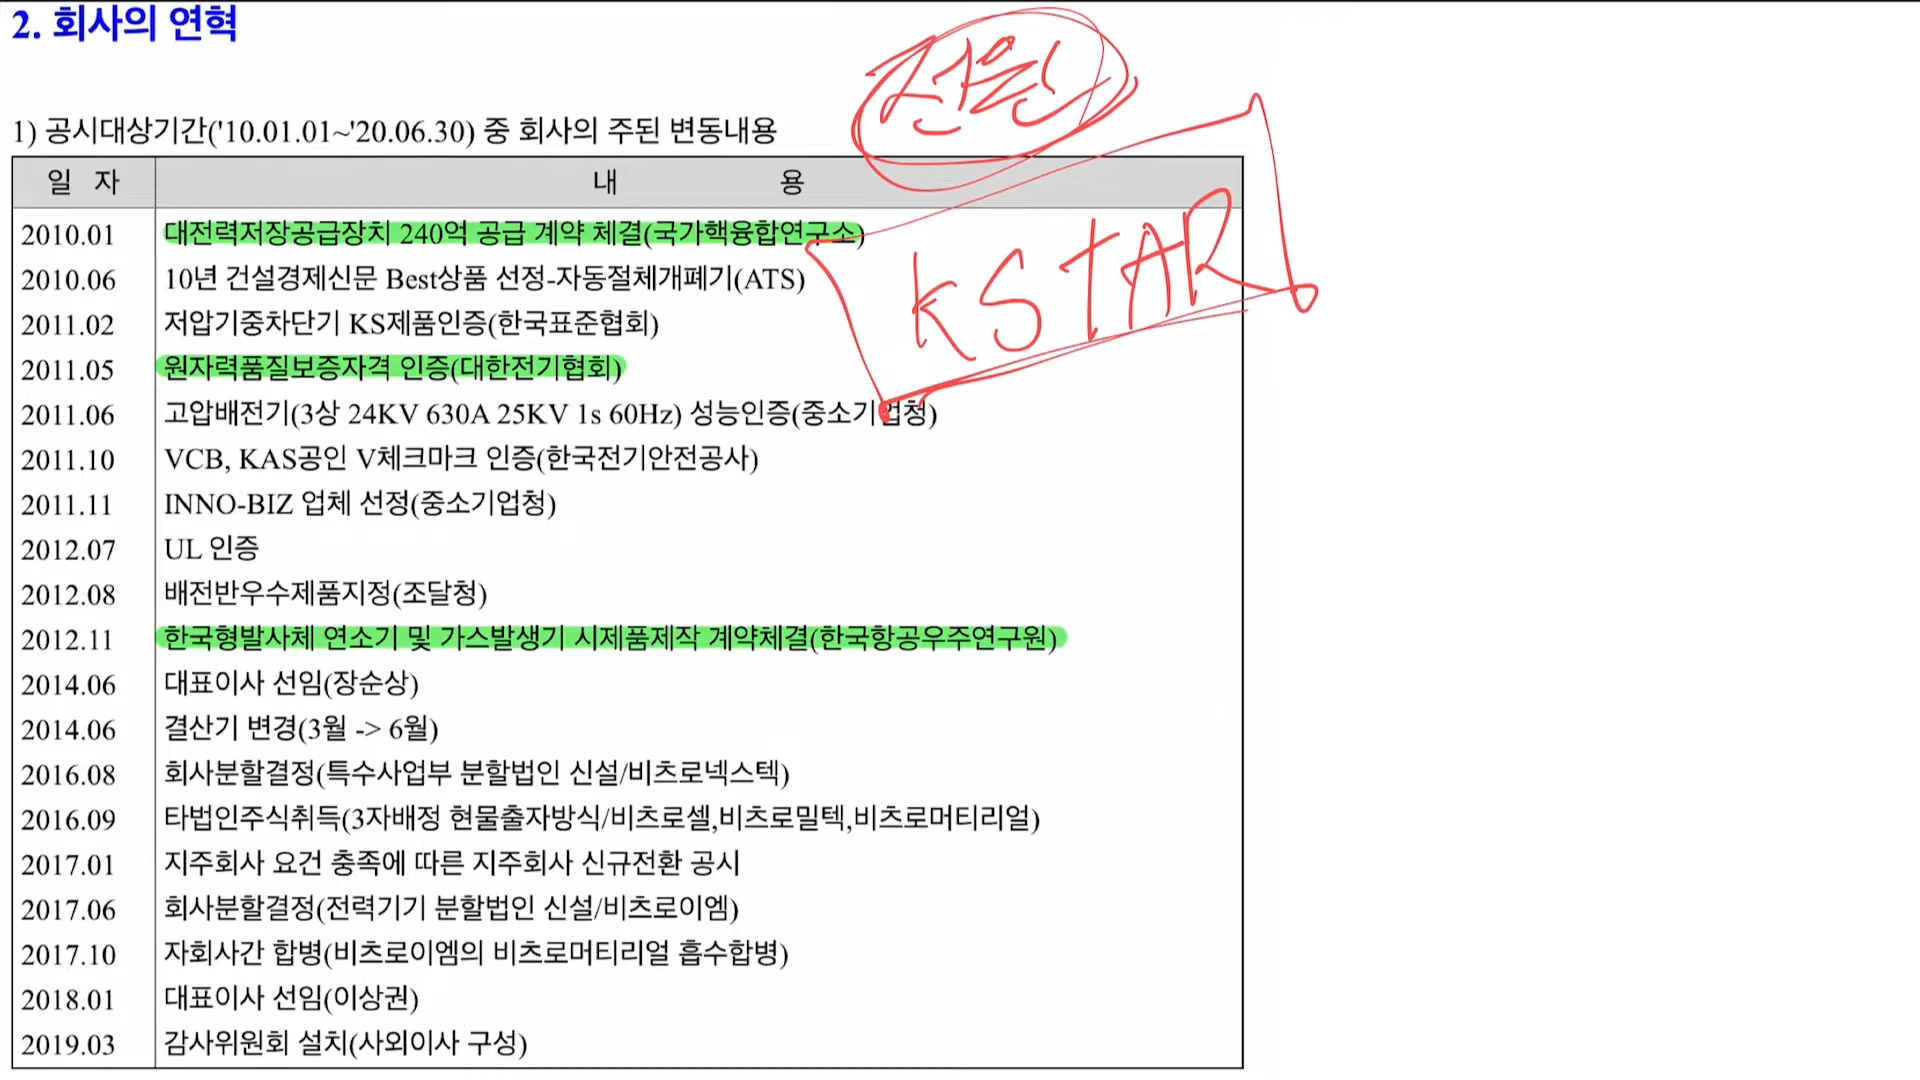 2. 회사의 연혁
전원
1) 공시대상기간('10.01.01~'20.06.30) 중 회사의 주된 변동내용
일 자 내 용
2010.01 대전력저장공급장치 240억 공급 계약 체결(국가핵융합연구소)
KSTAR
2010.06 10년 건설경제신문 Best상품 선정-자동절체개폐기(ATS)
2011.02 저압기중차단기 KS제품인증(한국표준협회)
2011.05 원자력품질보증자격 인증(대한전기협회)
2011.06 고압배전기(3상 24KV 630A 25KV 1s 60Hz) 성능인증(중소기업청)
2011.10 VCB, KAS공인 V체크마크 인증(한국전기안전공사)
2011.11 INNO-BIZ 업체 선정(중소기업청)
2012.07 UL 인증
2012.08 배전반우수제품지정(조달청)
2012.11 한국형발사체 연소기 및 가스발생기 시제품제작 계약체결(한국항공우주연구원)
2014.06 대표이사 선임(장순상)
2014.06 결산기 변경(3월 -> 6월)
2016.08 회사분할결정(특수사업부 분할법인 신설/비츠로넥스텍)
2016.09 타법인주식취득(3자배정 현물출자방식/비츠로셀,비츠로밀텍,비츠로머티리얼)
2017.01 지주회사 요건 충족에 따른 지주회사 신규전환 공시
2017.06 회사분할결정(전력기기 분할법인 신설/비츠로이엠)
2017.10 자회사간 합병(비츠로이엠의 비츠로머티리얼 흡수합병)
2018.01 대표이사 선임(이상권)
2019.03 감사위원회 설치(사외이사 구성)